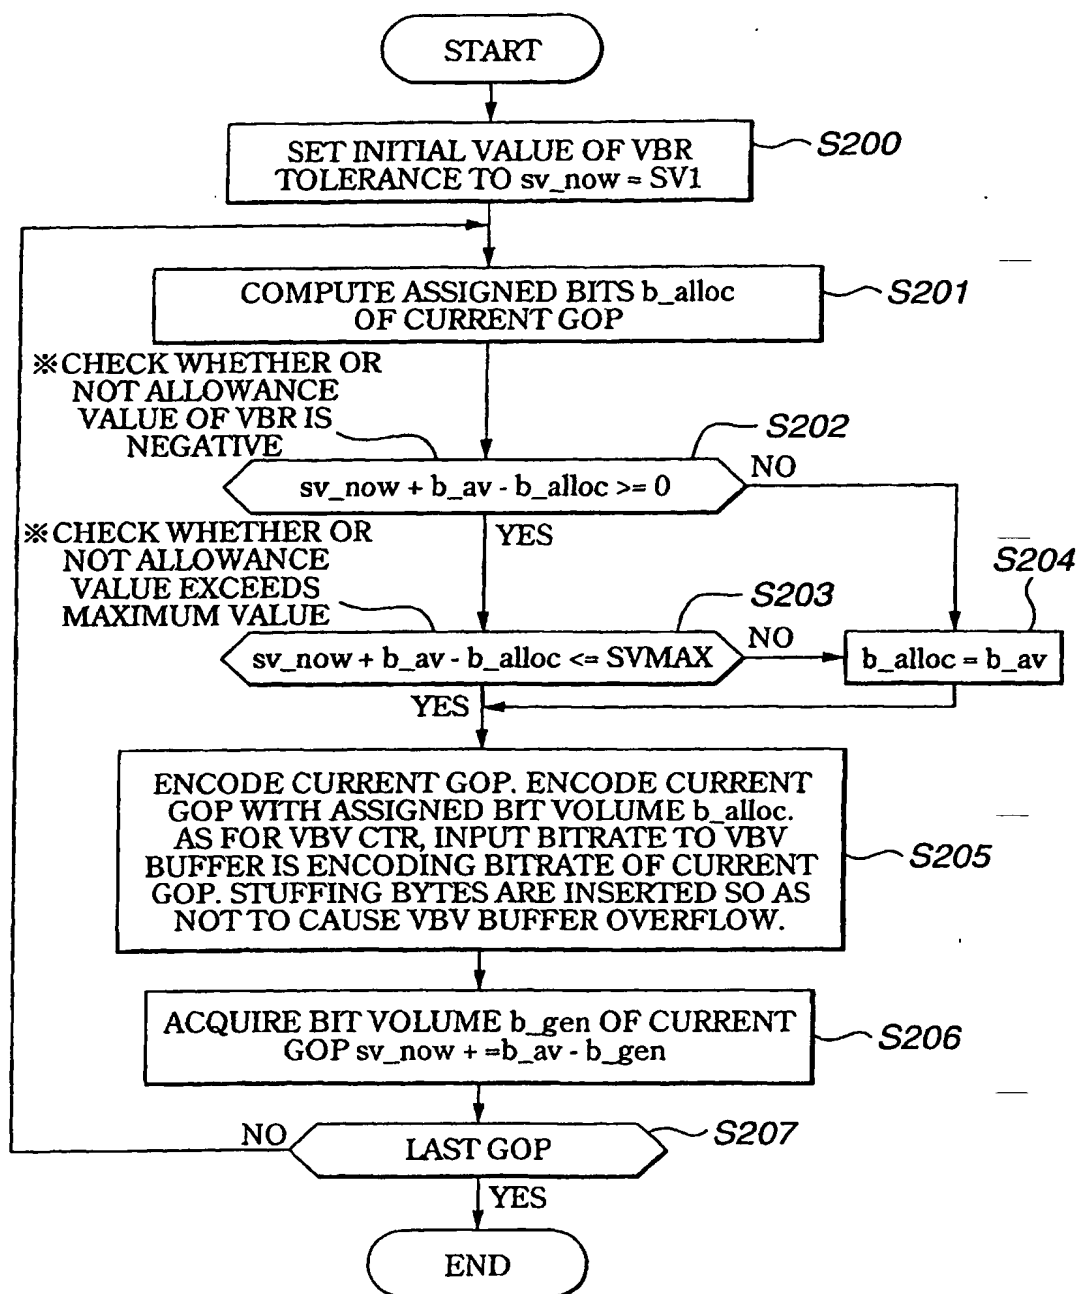 START
SET INITIAL VALUE OF VBR
TOLERANCE TO sv_now = SV1
S200
COMPUTE ASSIGNED BITS b_alloc
OF CURRENT GOP
S201
※CHECK WHETHER OR
NOT ALLOWANCE
VALUE OF VBR IS
NEGATIVE
S202
sv_now + b_av - b_alloc >= 0
NO
YES
※CHECK WHETHER OR
NOT ALLOWANCE
VALUE EXCEEDS
MAXIMUM VALUE
S203
sv_now + b_av - b_alloc <= SVMAX
NO
S204
b_alloc = b_av
YES
ENCODE CURRENT GOP. ENCODE CURRENT
GOP WITH ASSIGNED BIT VOLUME b_alloc.
AS FOR VBV CTR, INPUT BITRATE TO VBV
BUFFER IS ENCODING BITRATE OF CURRENT
GOP. STUFFING BYTES ARE INSERTED SO AS
NOT TO CAUSE VBV BUFFER OVERFLOW.
S205
ACQUIRE BIT VOLUME b_gen OF CURRENT
GOP sv_now + =b_av - b_gen
S206
NO
LAST GOP
S207
YES
END